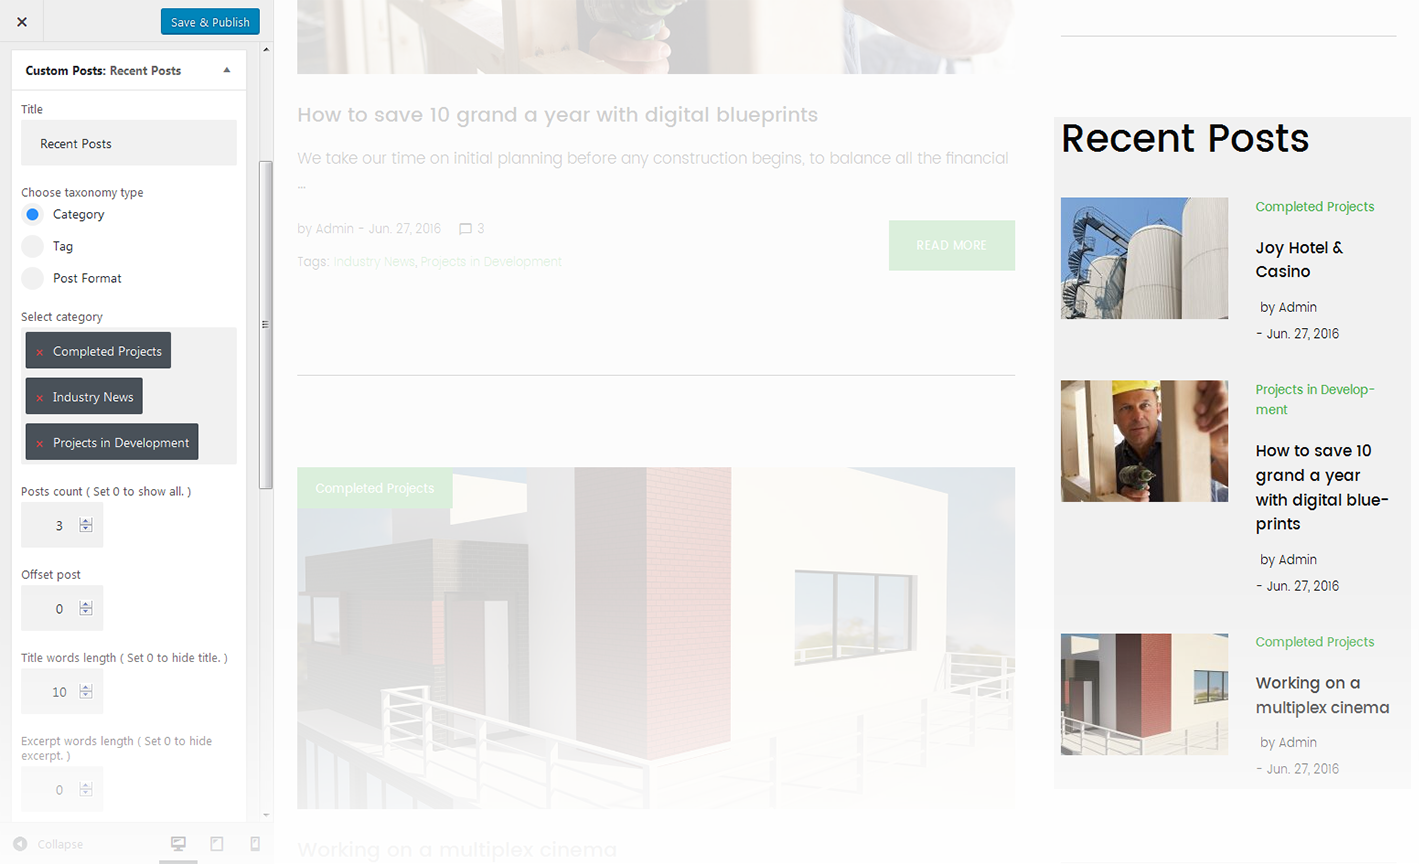 Save & Publish
Custom Posts: Recent Posts
Title
Recent Posts
Choose taxonomy type
Category
Tag
Post Format
Select category
× Completed Projects
× Industry News
× Projects in Development
Posts count ( Set 0 to show all. )
3
Offset post
0
Title words length ( Set 0 to hide title. )
10
Excerpt words length ( Set 0 to hide
excerpt. )
0
Collapse
How to save 10 grand a year with digital blueprints
We take our time on initial planning before any construction begins, to balance all the financial
...
by Admin - Jun. 27, 2016 3
READ MORE
Tags: Industry News, Projects in Development
Completed Projects
Working on a multiplex cinema
Recent Posts
Completed Projects
Joy Hotel &
Casino
by Admin
- Jun. 27, 2016
Projects in Develop-
ment
How to save 10
grand a year
with digital blue-
prints
by Admin
- Jun. 27, 2016
Completed Projects
Working on a
multiplex cinema
by Admin
- Jun. 27, 2016